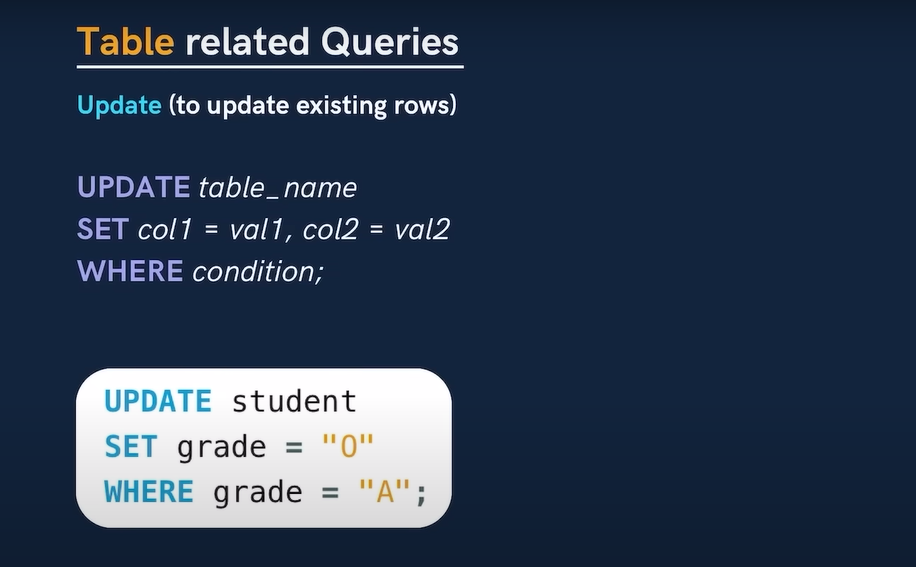 Table related Queries
Update (to update existing rows)
UPDATE table_name
SET col1 = val1, col2 = val2
WHERE condition;
UPDATE student
SET grade = "O"
WHERE grade = "A";